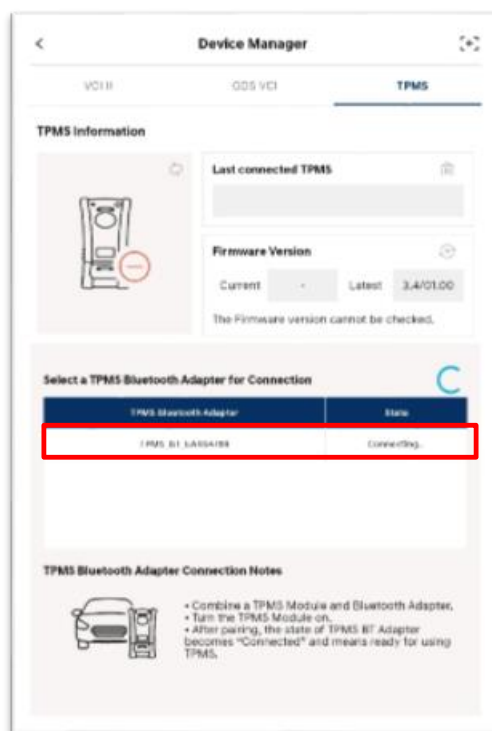 Device Manager
VCI II
GDS VCI
TPMS
TPMS Information
Last connected TPMS
Firmware Version
Current
-
Latest
3.4/01.00
The Firmware version cannot be checked.
Select a TPMS Bluetooth Adapter for Connection
TPMS Bluetooth Adapter
State
Connecting..
TPMS Bluetooth Adapter Connection Notes
• Combine a TPMS Module and Bluetooth Adapter.
• Turn the TPMS Module on.
• After pairing, the state of TPMS BT Adapter
becomes "Connected" and means ready for using
TPMS.